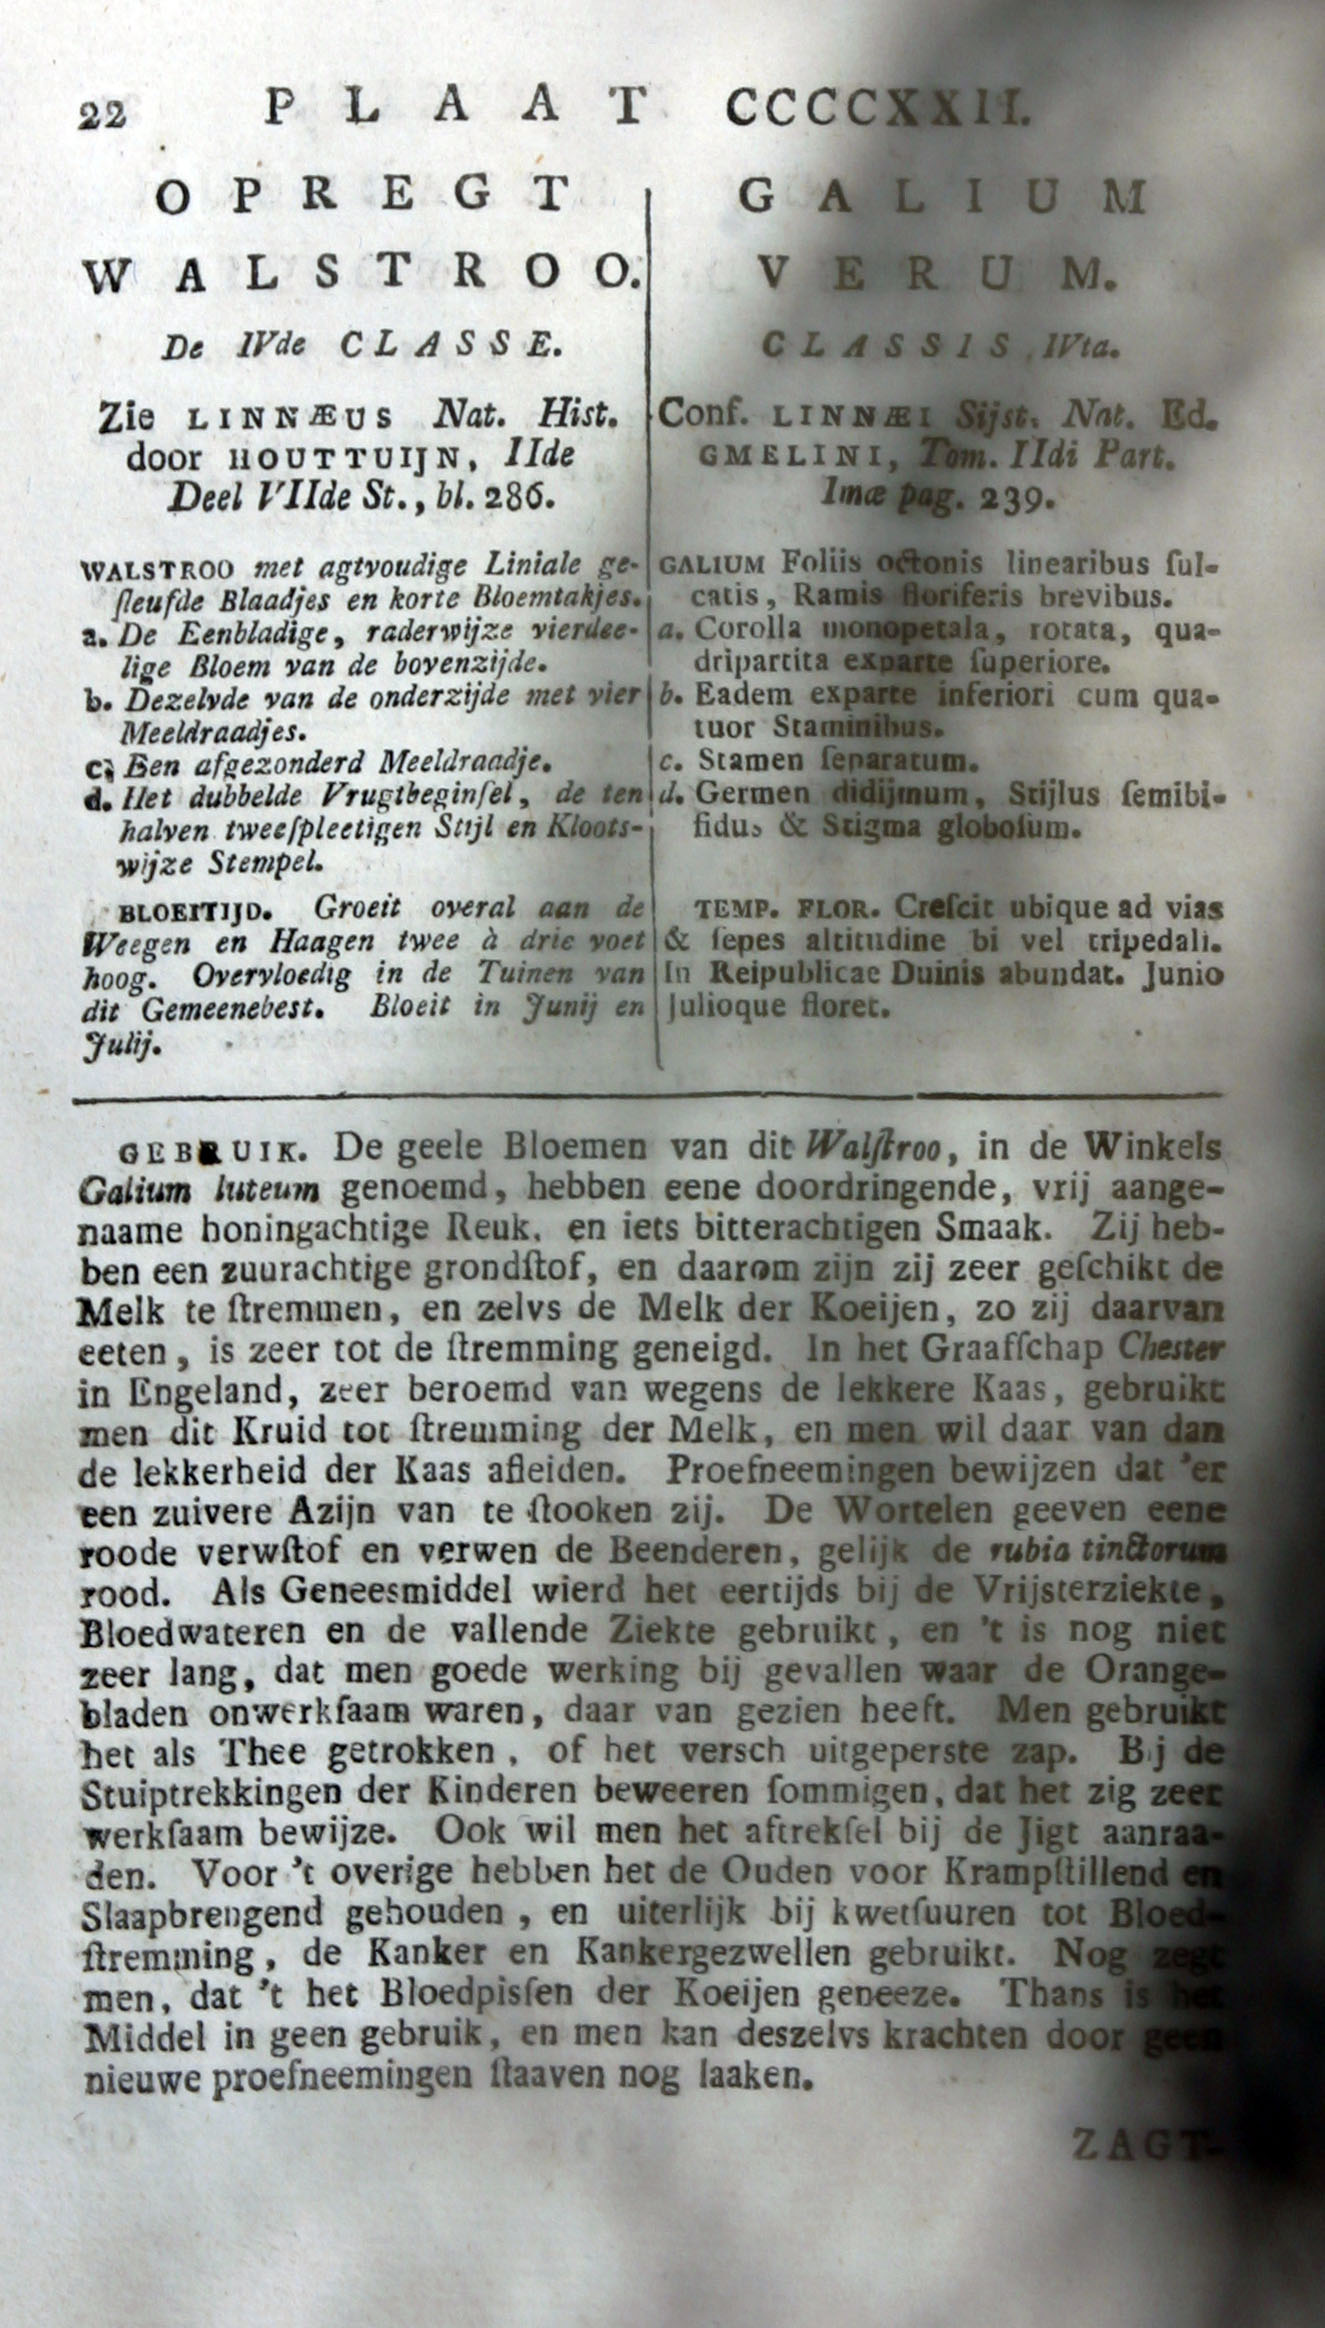 22 PLAAT CCCCXXII.
OPREGT
WALSTROO.
De IVde CLASSE.
Zie LINNÆUS Nat. Hist.
door HOUTTUIJN, IIde
Deel VIIde St., bl. 286.
WALSTROO met agtvoudige Liniale ge-
ſleufde Blaadjes en korte Bloemtakjes.
a. De Eenbladige, raderwijze vierdee-
lige Bloem van de bovenzijde.
b. Dezelvde van de onderzijde met vier
Meeldraadjes.
c. Een afgezonderd Meeldraadje.
d. Het dubbelde Vrugtbeginſel, de ten
halven tweeſpleetigen Stijl en Kloots-
wijze Stempel.
BLOEITIJD. Groeit overal aan de
Weegen en Haagen twee à drie voet
hoog. Overvloedig in de Tuinen van
dit Gemeenebest. Bloeit in Junij en
Julij.
GALIUM
VERUM.
CLASSIS IVta.
Conf. LINNÆI Sijst. Nat. Ed.
GMELINI, Tom. IIdi Part.
Imæ pag. 239.
GALIUM Foliis octonis linearibus ſul-
catis, Ramis floriferis brevibus.
a. Corolla monopetala, rotata, qua-
dripartita exparte ſuperiore.
b. Eadem exparte inferiori cum qua-
tuor Staminibus.
c. Stamen ſeparatum.
d. Germen didijmum, Stijlus ſemibi-
fidus & Stigma globoſum.
TEMP. FLOR. Creſcit ubique ad vias
& ſepes altitudine bi vel tripedali.
In Reipublicae Duinis abundat. Junio
Julioque floret.
GEBRUIK. De geele Bloemen van dit Walſtroo, in de Winkels
Galium luteum genoemd, hebben eene doordringende, vrij aange-
naame honingachtige Reuk, en iets bitterachtigen Smaak. Zij heb-
ben een zuurachtige grondſtof, en daarom zijn zij zeer geſchikt de
Melk te ſtremmen, en zelvs de Melk der Koeijen, zo zij daarvan
eeten, is zeer tot de ſtremming geneigd. In het Graafſchap Chester
in Engeland, zeer beroemd van wegens de lekkere Kaas, gebruikt
men dit Kruid tot ſtremming der Melk, en men wil daar van dan
de lekkerheid der Kaas afleiden. Proefneemingen bewijzen dat 'er
een zuivere Azijn van te ſtooken zij. De Wortelen geeven eene
roode verwſtof en verwen de Beenderen, gelijk de rubia tinctorum
rood. Als Geneesmiddel wierd het eertijds bij de Vrijsterziekte,
Bloedwateren en de vallende Ziekte gebruikt, en 't is nog niet
zeer lang, dat men goede werking bij gevallen waar de Orange-
bladen onwerkſaam waren, daar van gezien heeft. Men gebruikt
het als Thee getrokken, of het versch uitgeperste zap. Bij de
Stuiptrekkingen der Kinderen beweeren ſommigen, dat het zig zeer
werkſaam bewijze. Ook wil men het aftrekſel bij de Jigt aanraa-
den. Voor 't overige hebben het de Ouden voor Krampſtillend en
Slaapbrengend gehouden, en uiterlijk bij kwetſuuren tot Bloed-
ſtremming, de Kanker en Kankergezwellen gebruikt. Nog zegt
men, dat 't het Bloedpisſen der Koeijen geneeze. Thans is het
Middel in geen gebruik, en men kan deszelvs krachten door geen
nieuwe proefneemingen ſtaaven nog laaken.
ZAGT-